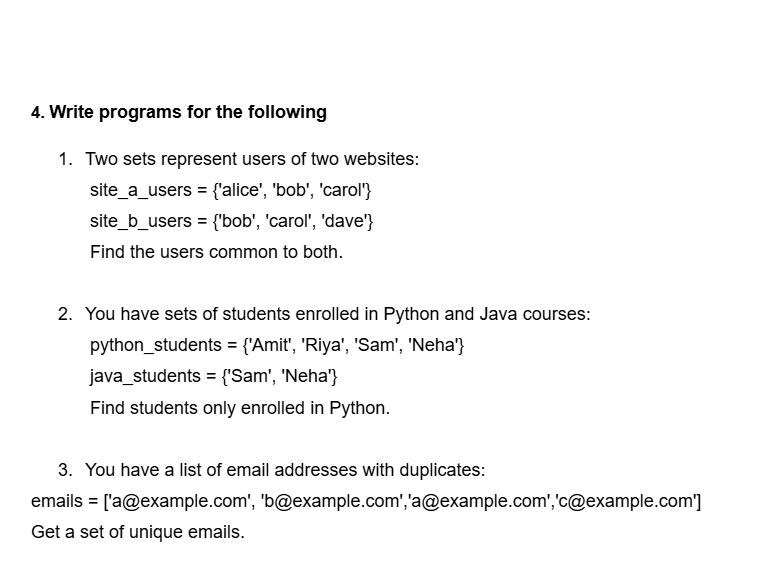 4. Write programs for the following
1. Two sets represent users of two websites:
site_a_users = {'alice', 'bob', 'carol'}
site_b_users = {'bob', 'carol', 'dave'}
Find the users common to both.
2. You have sets of students enrolled in Python and Java courses:
python_students = {'Amit', 'Riya', 'Sam', 'Neha'}
java_students = {'Sam', 'Neha'}
Find students only enrolled in Python.
3. You have a list of email addresses with duplicates:
emails = ['a@example.com', 'b@example.com','a@example.com','c@example.com']
Get a set of unique emails.